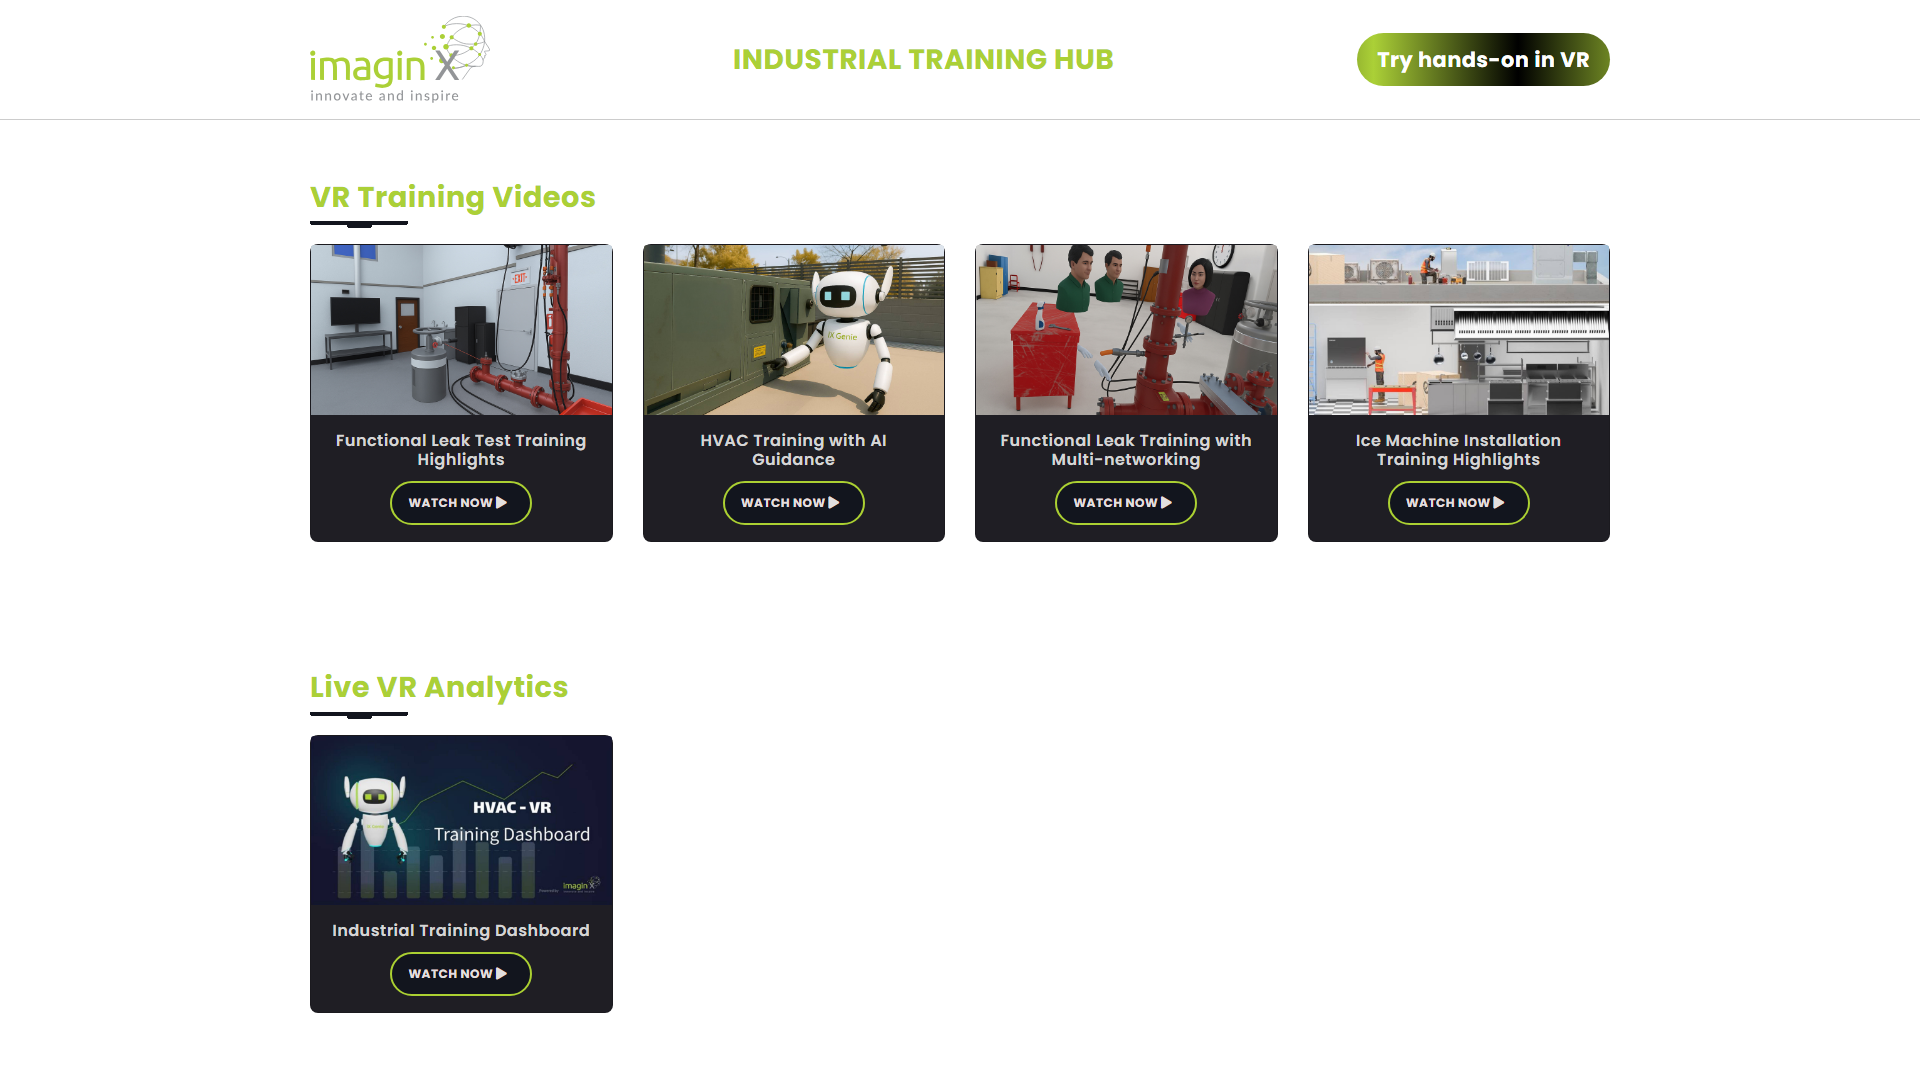 imagin X
innovate and inspire
INDUSTRIAL TRAINING HUB
Try hands-on in VR
VR Training Videos
EXIT
IX Genie
Functional Leak Test Training
Highlights
WATCH NOW
HVAC Training with AI
Guidance
WATCH NOW
Functional Leak Training with
Multi-networking
WATCH NOW
Ice Machine Installation
Training Highlights
WATCH NOW
Live VR Analytics
HVAC - VR
Training Dashboard
imagin X
Industrial Training Dashboard
WATCH NOW